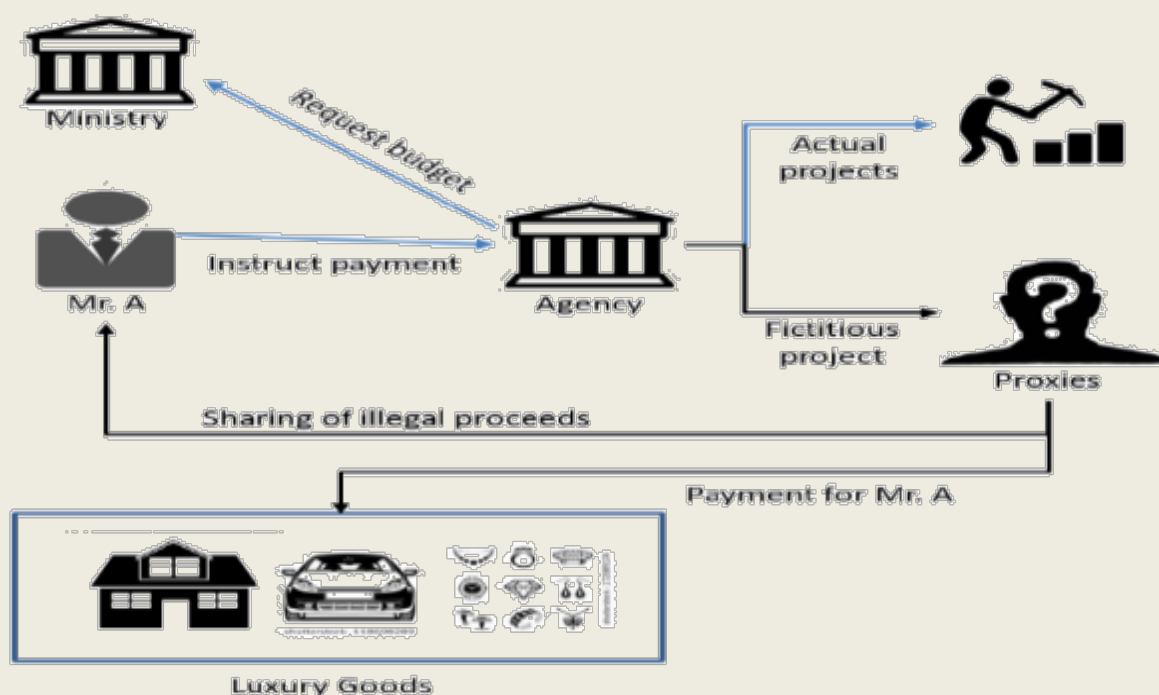 Ministry
Request budget
Actual
projects
Mr. A
Instruct payment
Agency
Fictitious
project
Proxies
Sharing of illegal proceeds
Payment for Mr. A
Luxury Goods